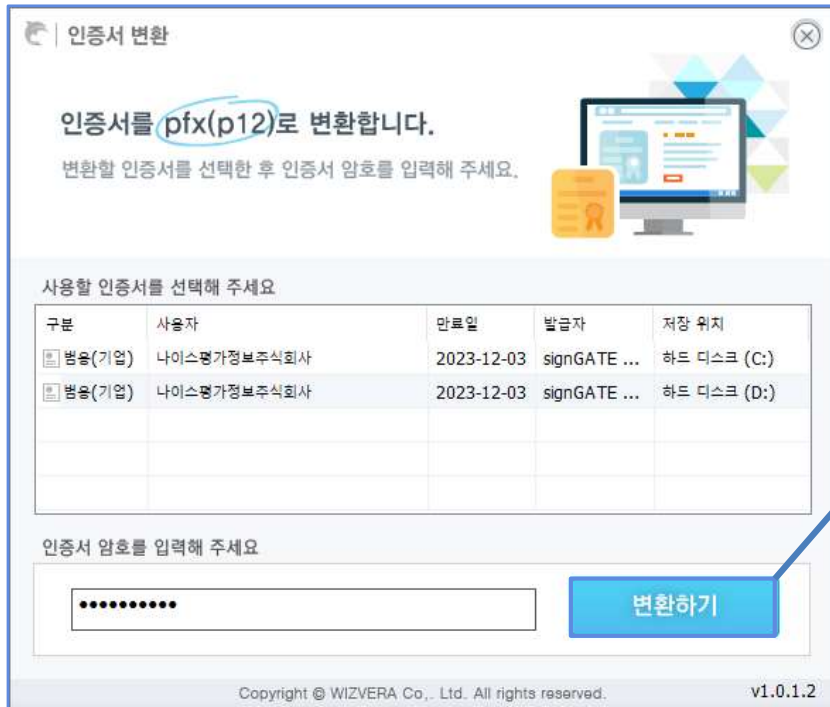 인증서 변환
인증서를 pfx(p12)로 변환합니다.
변환할 인증서를 선택한 후 인증서 암호를 입력해 주세요.
사용할 인증서를 선택해 주세요
구분 사용자 만료일 발급자 저장 위치
범용(기업) 나이스평가정보주식회사 2023-12-03 signGATE ... 하드 디스크 (C:)
범용(기업) 나이스평가정보주식회사 2023-12-03 signGATE ... 하드 디스크 (D:)
인증서 암호를 입력해 주세요
••••••••••
변환하기
Copyright © WIZVERA Co,. Ltd. All rights reserved. v1.0.1.2